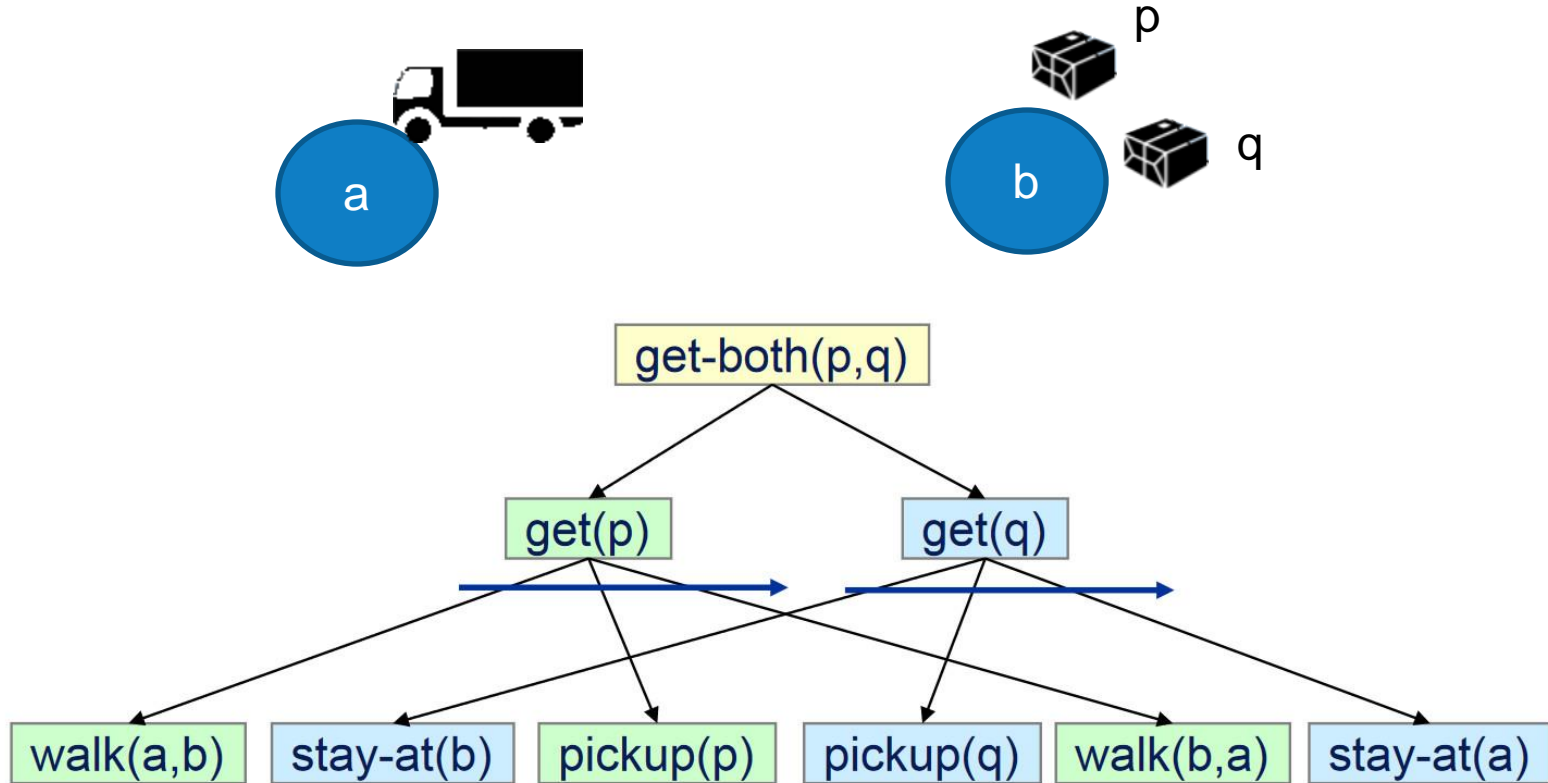 p
q
a
b
get-both(p,q)
get(p)
get(q)
walk(a,b)
stay-at(b)
pickup(p)
pickup(q)
walk(b,a)
stay-at(a)